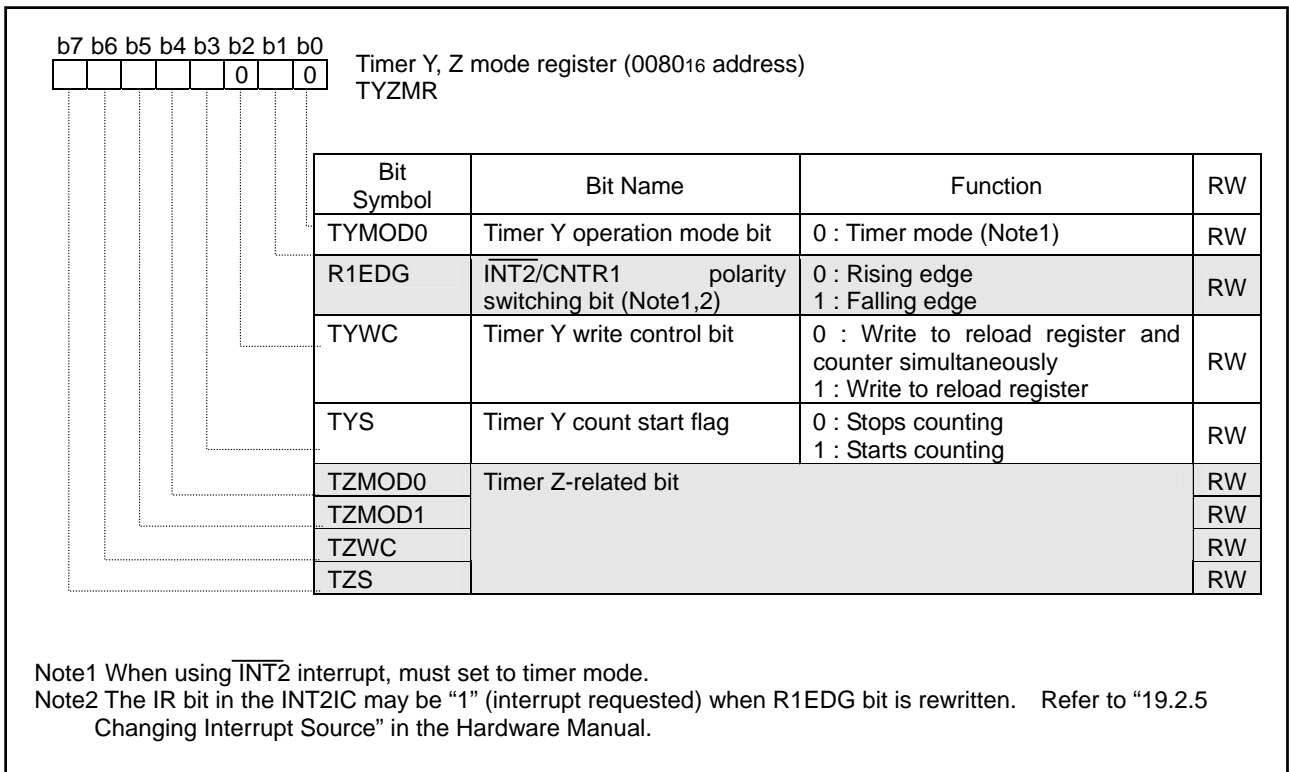 b7 b6 b5 b4 b3 b2 b1 b0
0 0
Timer Y, Z mode register (008016 address)
TYZMR
Bit Symbol Bit Name Function RW
TYMOD0 Timer Y operation mode bit 0 : Timer mode (Note1) RW
R1EDG INT2/CNTR1 polarity switching bit (Note1,2) 0 : Rising edge
1 : Falling edge RW
TYWC Timer Y write control bit 0 : Write to reload register and
counter simultaneously RW
1 : Write to reload register
TYS Timer Y count start flag 0 : Stops counting
1 : Starts counting RW
TZMOD0 Timer Z-related bit RW
TZMOD1 RW
TZWC RW
TZS RW
Note1 When using INT2 interrupt, must set to timer mode.
Note2 The IR bit in the INT2IC may be “1” (interrupt requested) when R1EDG bit is rewritten. Refer to “19.2.5
Changing Interrupt Source” in the Hardware Manual.